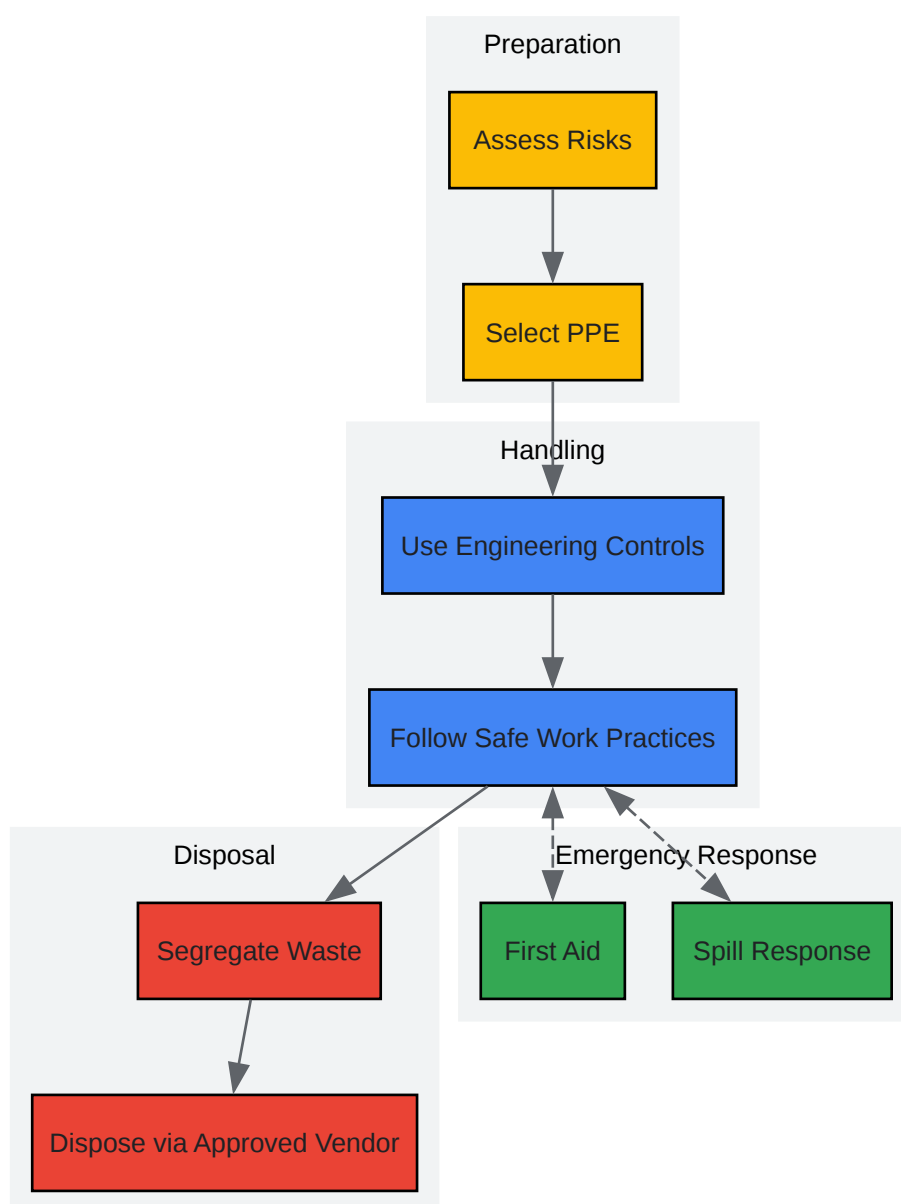 Preparation
Assess Risks
Select PPE
Handling
Use Engineering Controls
Follow Safe Work Practices
Disposal
Emergency Response
Segregate Waste
First Aid
Spill Response
Dispose via Approved Vendor